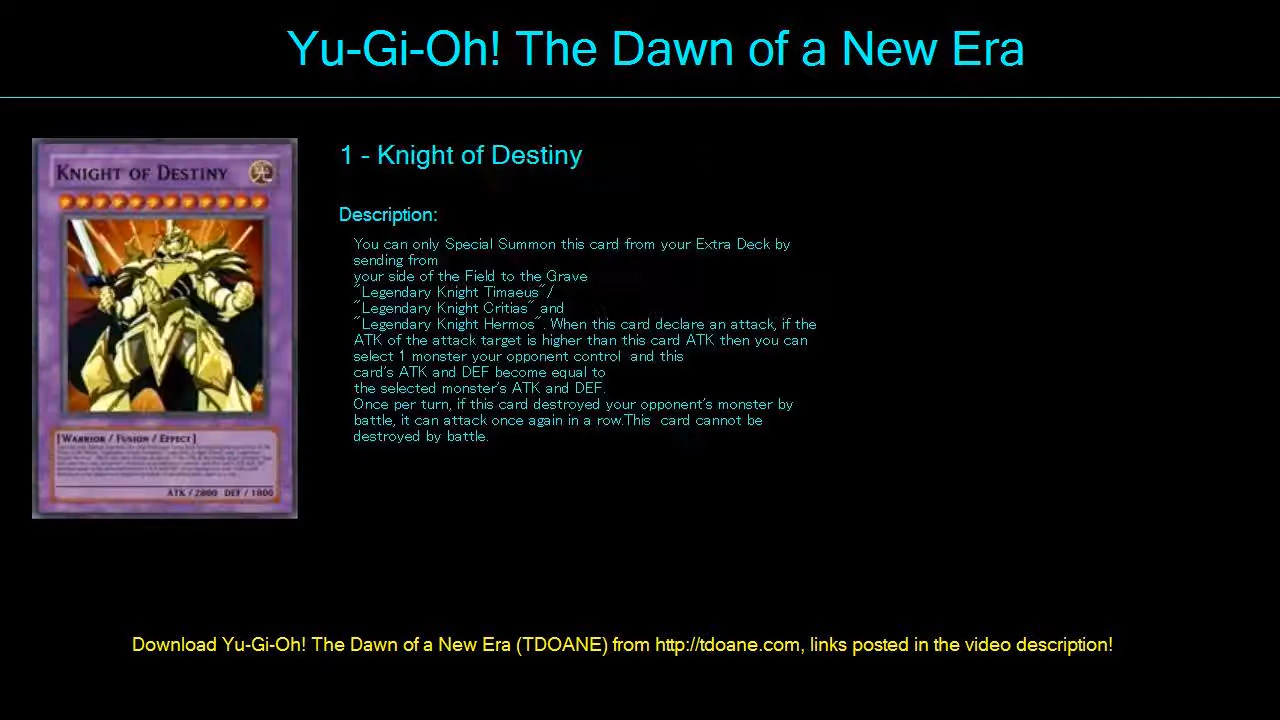 Yu-Gi-Oh! The Dawn of a New Era
KNIGHT OF DESTINY
[WARRIOR / FUSION / EFFECT]
ATK / 2800 DEF / 1800
1 - Knight of Destiny
Description:
You can only Special Summon this card from your Extra Deck by
sending from
your side of the Field to the Grave
"Legendary Knight Timaeus"/
"Legendary Knight Critias" and
"Legendary Knight Hermos". When this card declare an attack, if the
ATK of the attack target is higher than this card ATK then you can
select 1 monster your opponent control and this
card's ATK and DEF become equal to
the selected monster's ATK and DEF.
Once per turn, if this card destroyed your opponent's monster by
battle, it can attack once again in a row.This card cannot be
destroyed by battle.
Download Yu-Gi-Oh! The Dawn of a New Era (TDOANE) from http://tdoane.com, links posted in the video description!